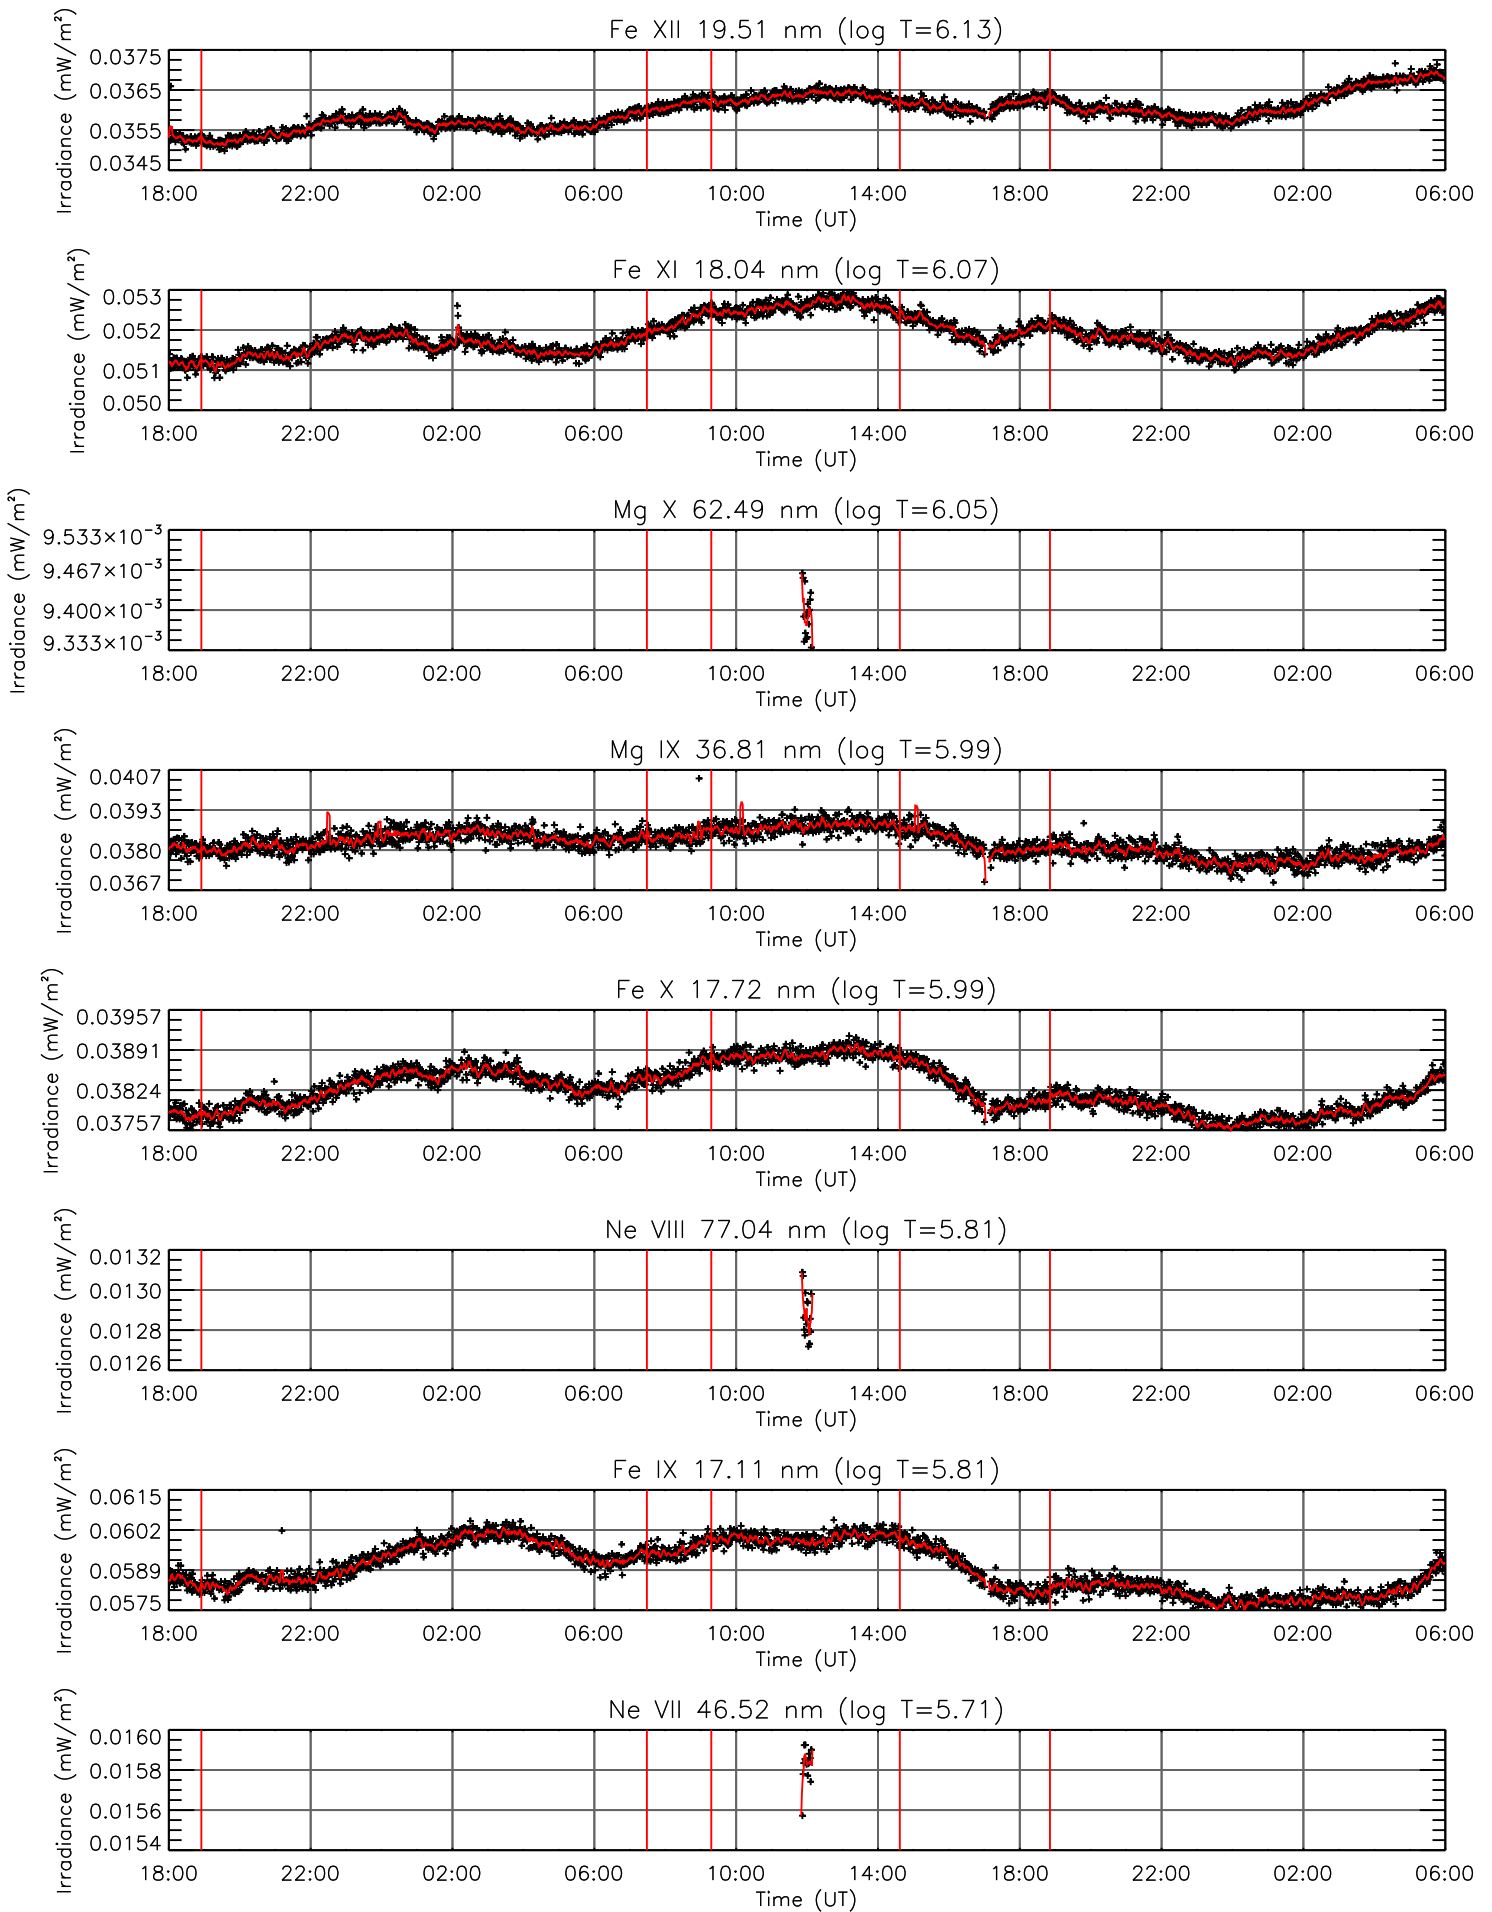 Fe XII 19.51 nm (log T=6.13)
Irradiance (mW/m²)
0.0375
0.0365
0.0355
0.0345
18:00 22:00 02:00 06:00 10:00 14:00 18:00 22:00 02:00 06:00
Time (UT)
Fe XI 18.04 nm (log T=6.07)
Irradiance (mW/m²)
0.053
0.052
0.051
0.050
18:00 22:00 02:00 06:00 10:00 14:00 18:00 22:00 02:00 06:00
Time (UT)
Mg X 62.49 nm (log T=6.05)
Irradiance (mW/m²)
9.533×10⁻³
9.467×10⁻³
9.400×10⁻³
9.333×10⁻³
18:00 22:00 02:00 06:00 10:00 14:00 18:00 22:00 02:00 06:00
Time (UT)
Mg IX 36.81 nm (log T=5.99)
Irradiance (mW/m²)
0.0407
0.0393
0.0380
0.0367
18:00 22:00 02:00 06:00 10:00 14:00 18:00 22:00 02:00 06:00
Time (UT)
Fe X 17.72 nm (log T=5.99)
Irradiance (mW/m²)
0.03957
0.03891
0.03824
0.03757
18:00 22:00 02:00 06:00 10:00 14:00 18:00 22:00 02:00 06:00
Time (UT)
Ne VIII 77.04 nm (log T=5.81)
Irradiance (mW/m²)
0.0132
0.0130
0.0128
0.0126
18:00 22:00 02:00 06:00 10:00 14:00 18:00 22:00 02:00 06:00
Time (UT)
Fe IX 17.11 nm (log T=5.81)
Irradiance (mW/m²)
0.0615
0.0602
0.0589
0.0575
18:00 22:00 02:00 06:00 10:00 14:00 18:00 22:00 02:00 06:00
Time (UT)
Ne VII 46.52 nm (log T=5.71)
Irradiance (mW/m²)
0.0160
0.0158
0.0156
0.0154
18:00 22:00 02:00 06:00 10:00 14:00 18:00 22:00 02:00 06:00
Time (UT)